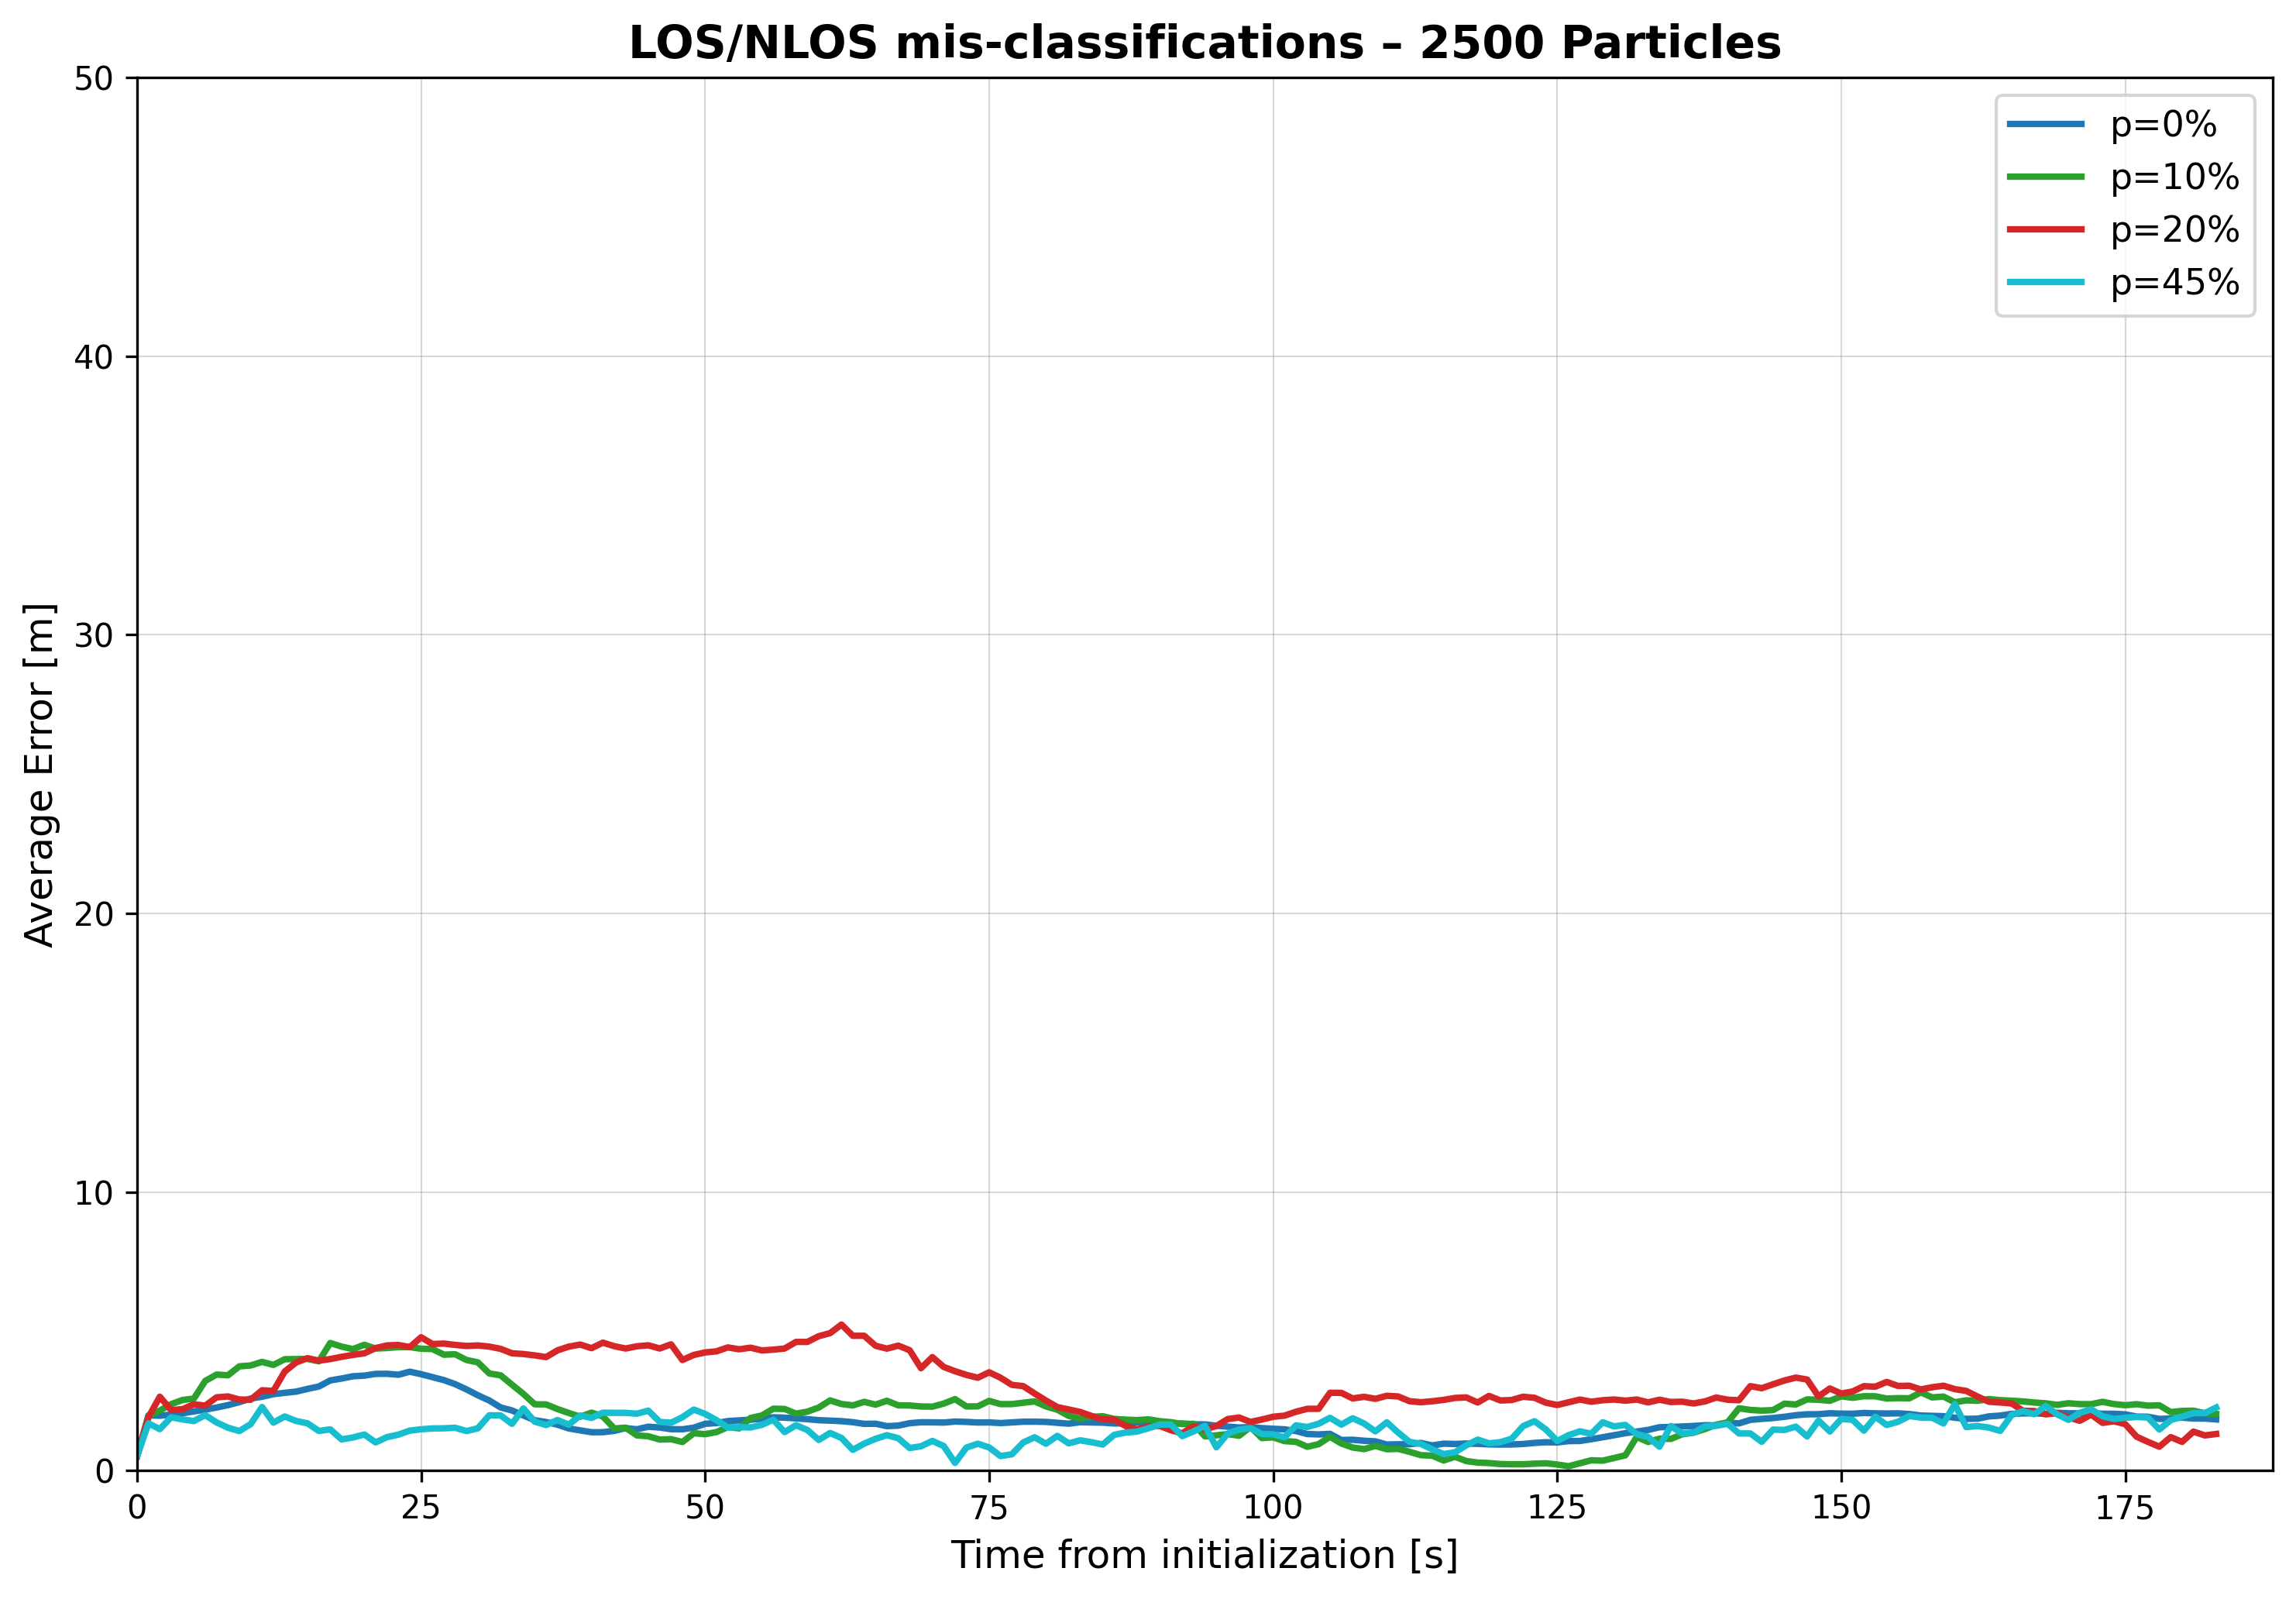 LOS/NLOS mis-classifications – 2500 Particles
50
40
30
20
10
0
Average Error [m]
p=0%
p=10%
p=20%
p=45%
0 25 50 75 100 125 150 175
Time from initialization [s]